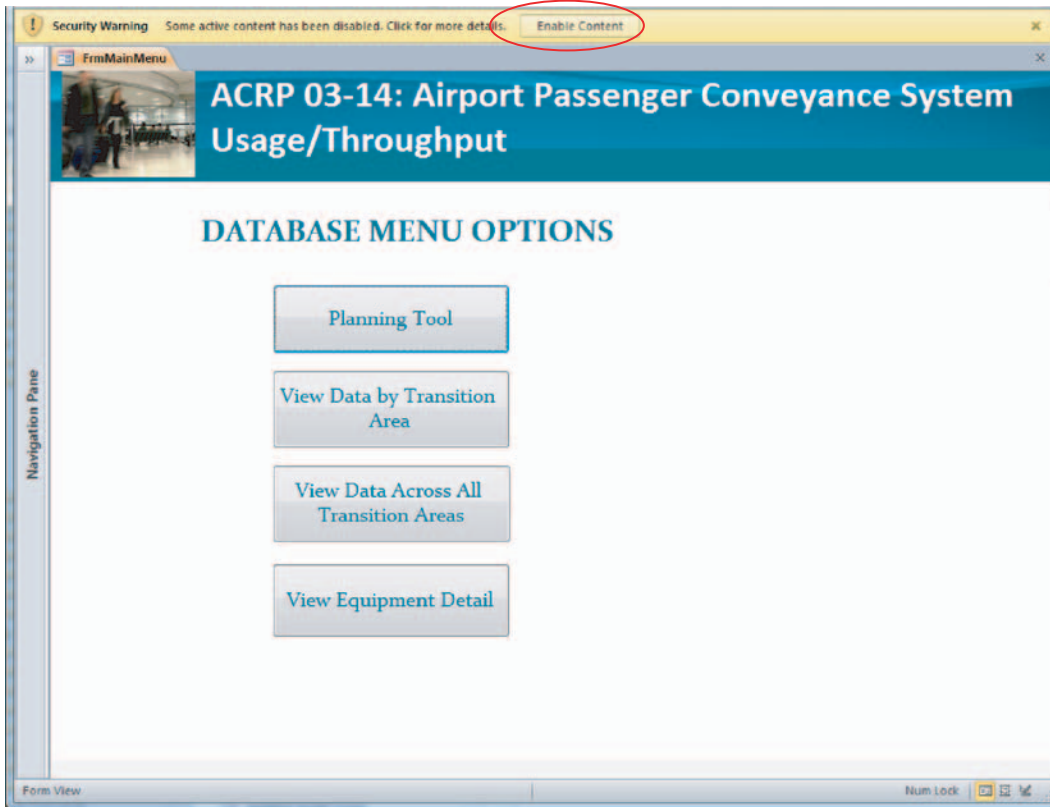 Security Warning Some active content has been disabled. Click for more details. Enable Content
FrmMainMenu
ACRP 03-14: Airport Passenger Conveyance System
Usage/Throughput
DATABASE MENU OPTIONS
Planning Tool
View Data by Transition
Area
View Data Across All
Transition Areas
View Equipment Detail
Navigation Pane
Form View Num Lock